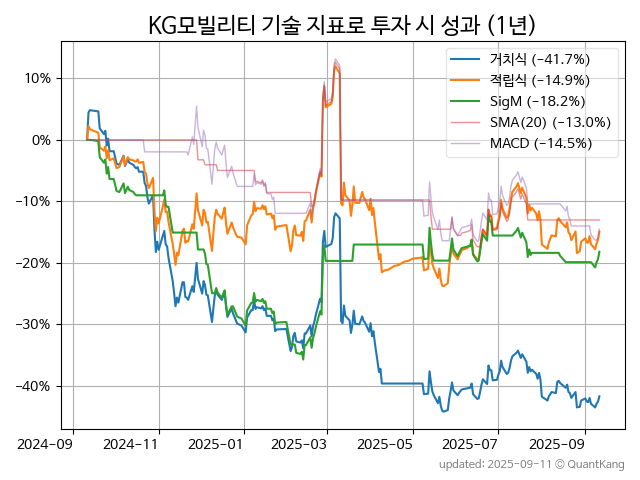 KG모빌리티 기술 지표로 투자 시 성과 (1년)
거치식 (−41.7%)
적립식 (−14.9%)
SigM (−18.2%)
SMA(20) (−13.0%)
MACD (−14.5%)
10%
0%
−10%
−20%
−30%
−40%
2024-09
2024-11
2025-01
2025-03
2025-05
2025-07
2025-09
updated: 2025-09-11 © QuantKang